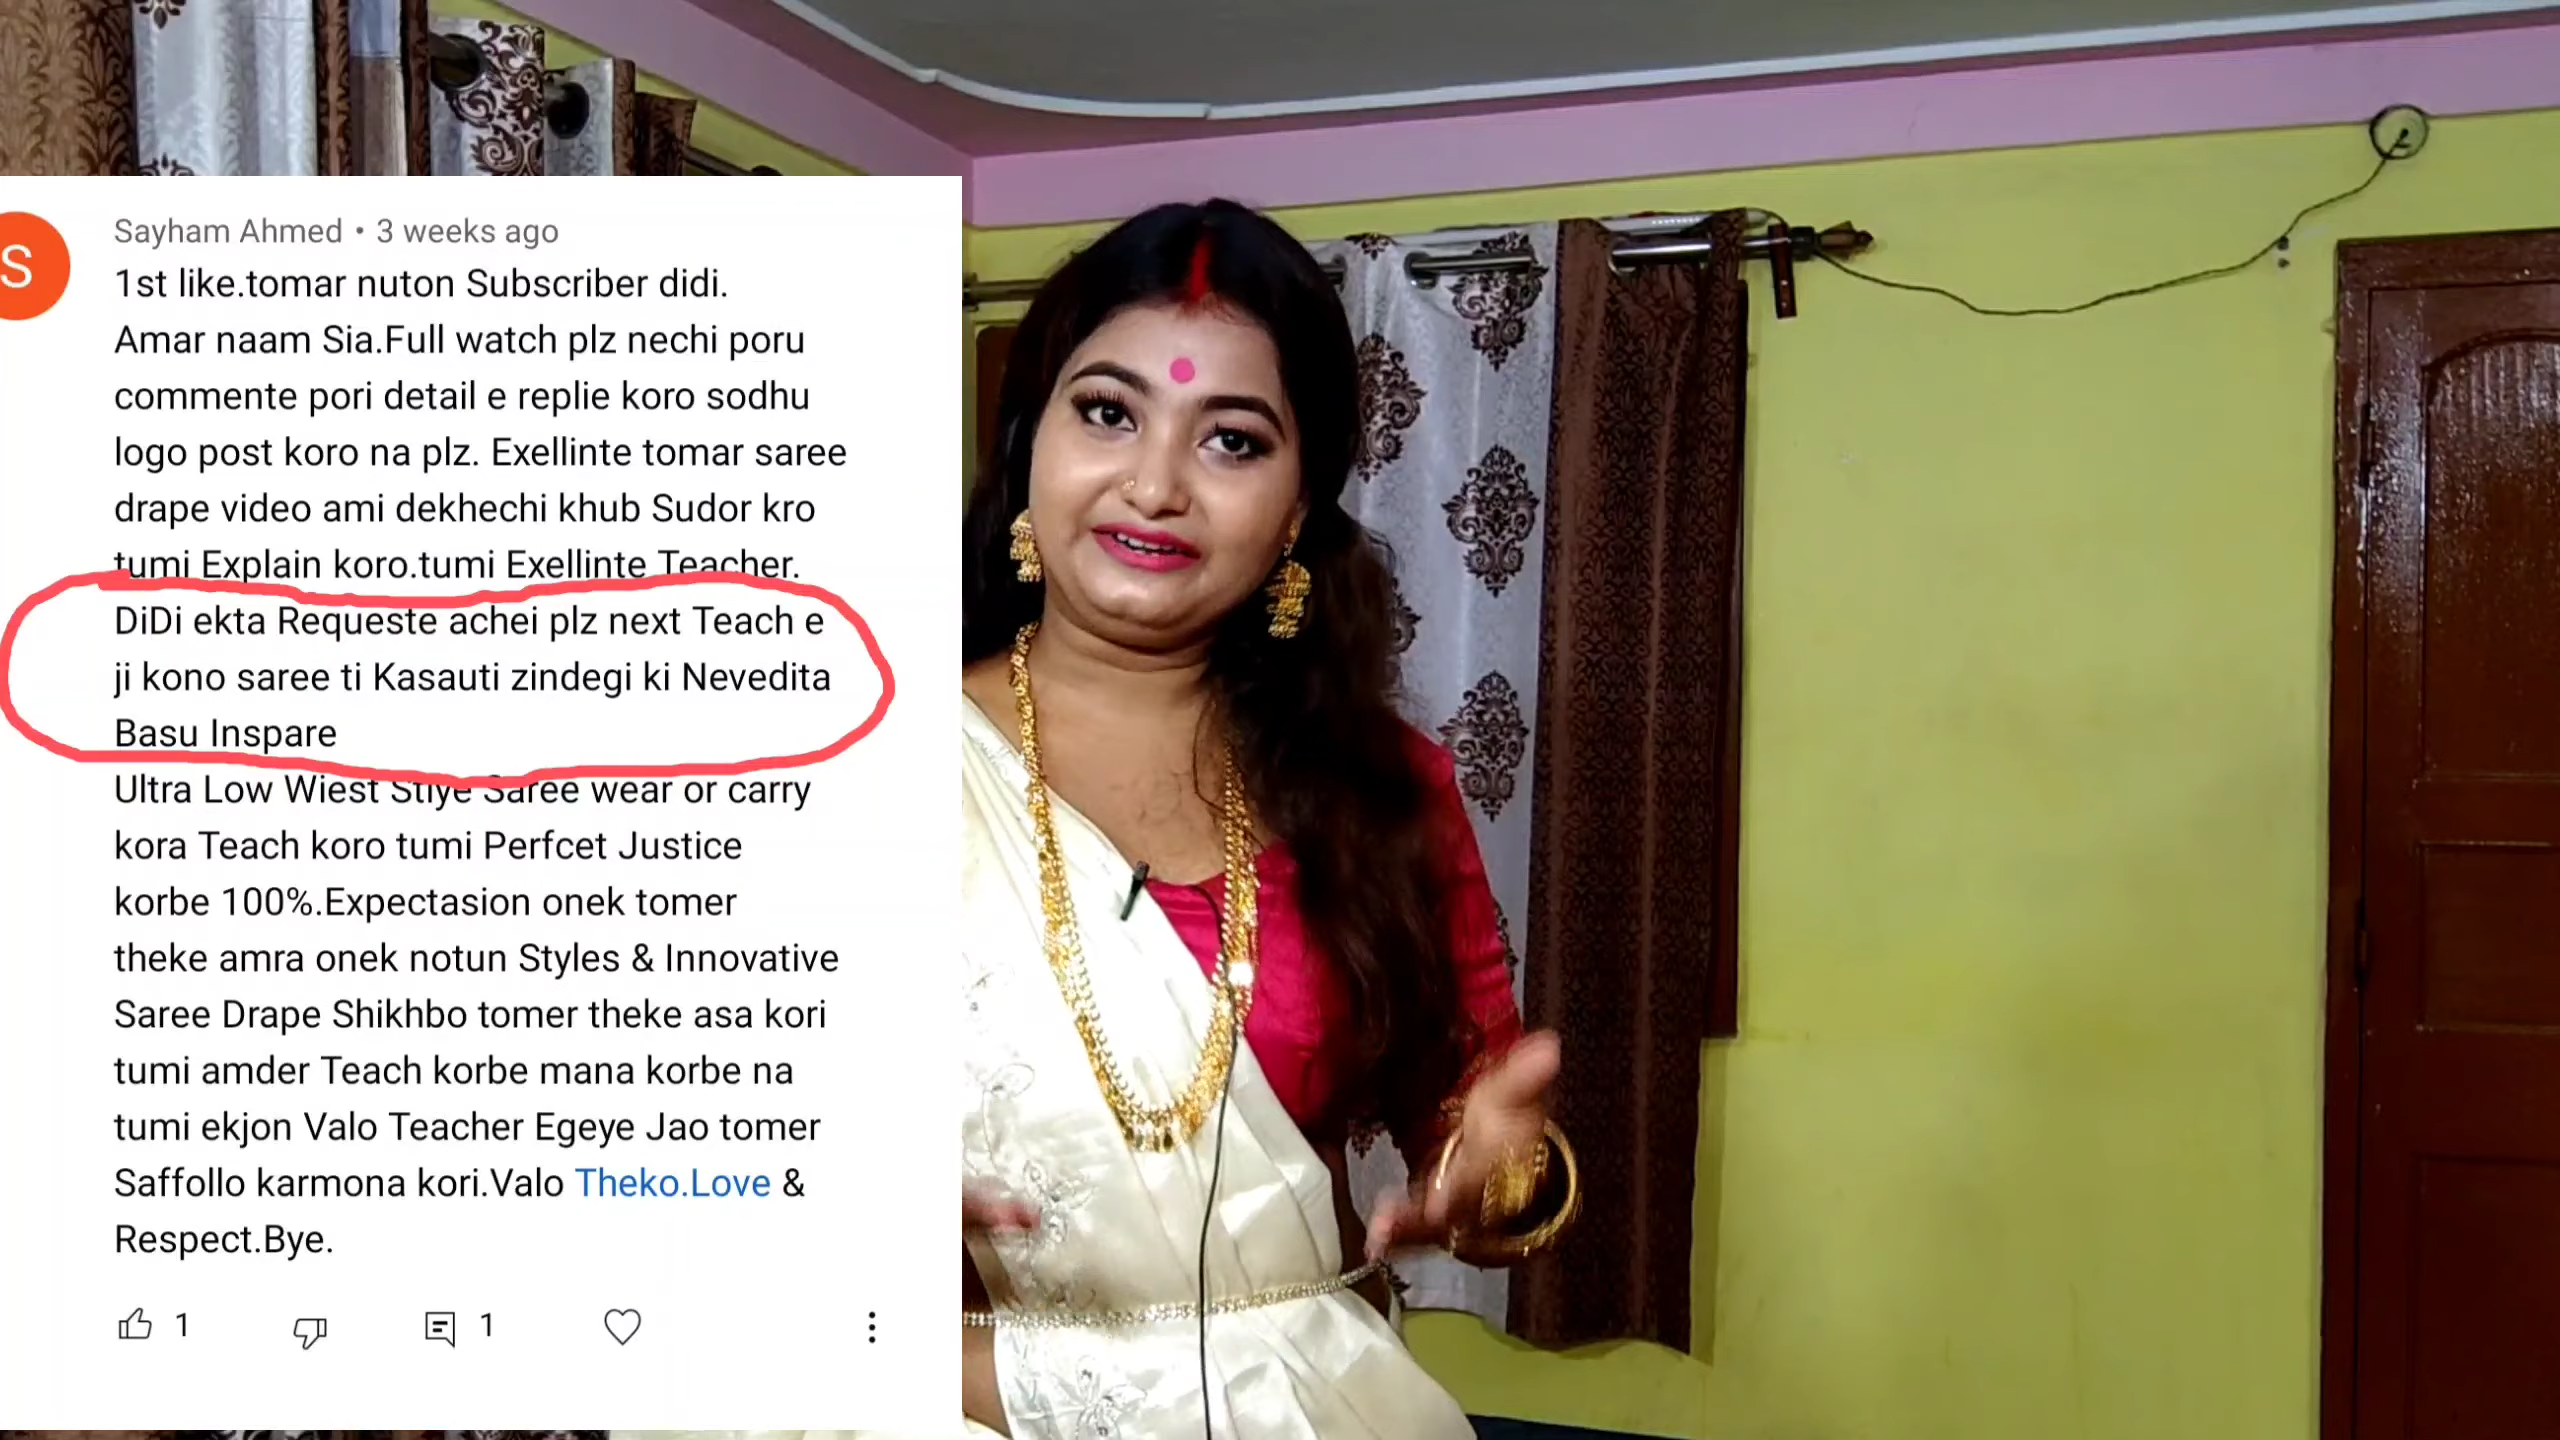 S
Sayham Ahmed • 3 weeks ago
1st like.tomar nuton Subscriber didi.
Amar naam Sia.Full watch plz nechi poru
commente pori detail e replie koro sodhu
logo post koro na plz. Exellinte tomar saree
drape video ami dekhechi khub Sudor kro
tumi Explain koro.tumi Exellinte Teacher.
DiDi ekta Requeste achei plz next Teach e
ji kono saree ti Kasauti zindegi ki Nevedita
Basu Inspare
Ultra Low Wiest Stiye Saree wear or carry
kora Teach koro tumi Perfcet Justice
korbe 100%.Expectasion onek tomer
theke amra onek notun Styles & Innovative
Saree Drape Shikhbo tomer theke asa kori
tumi amder Teach korbe mana korbe na
tumi ekjon Valo Teacher Egeye Jao tomer
Saffollo karmona kori.Valo Theko.Love &
Respect.Bye.
1 1